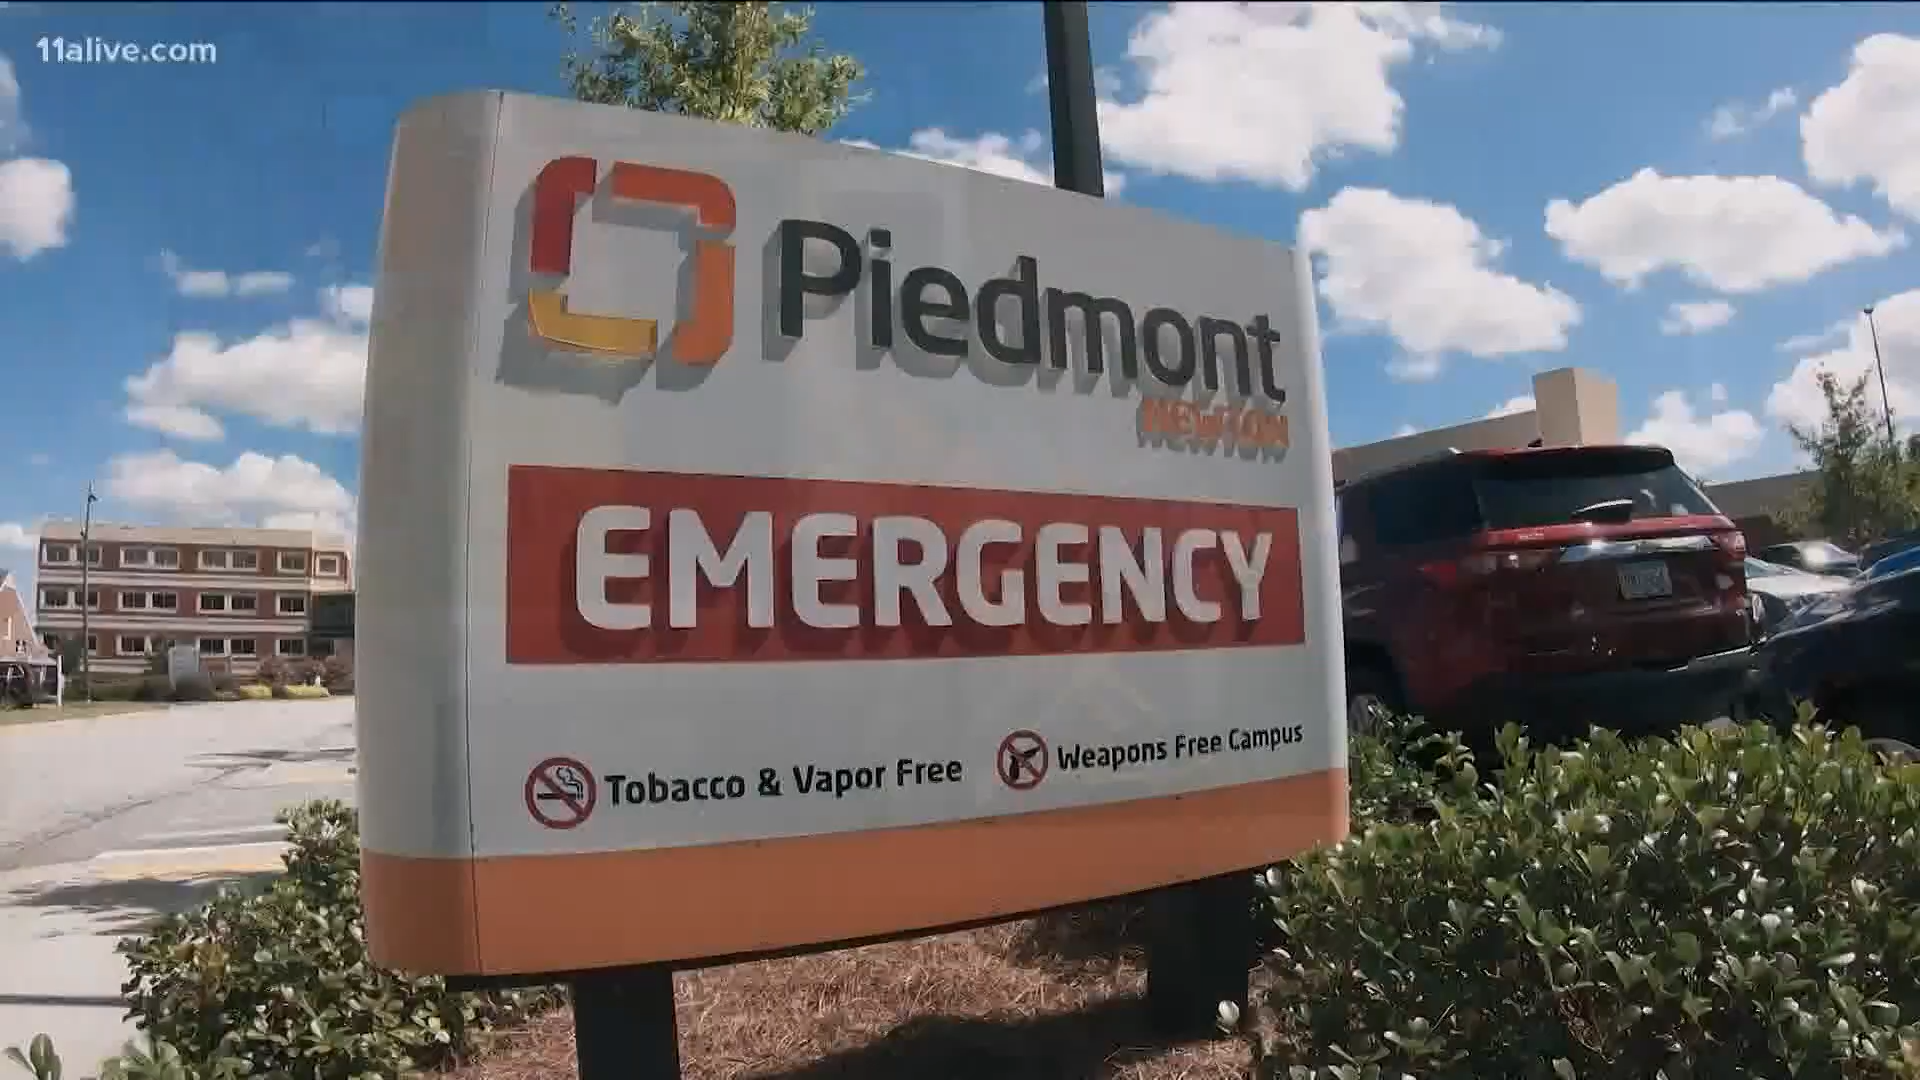 11alive.com
Piedmont
NEWTON
EMERGENCY
Tobacco & Vapor Free
Weapons Free Campus